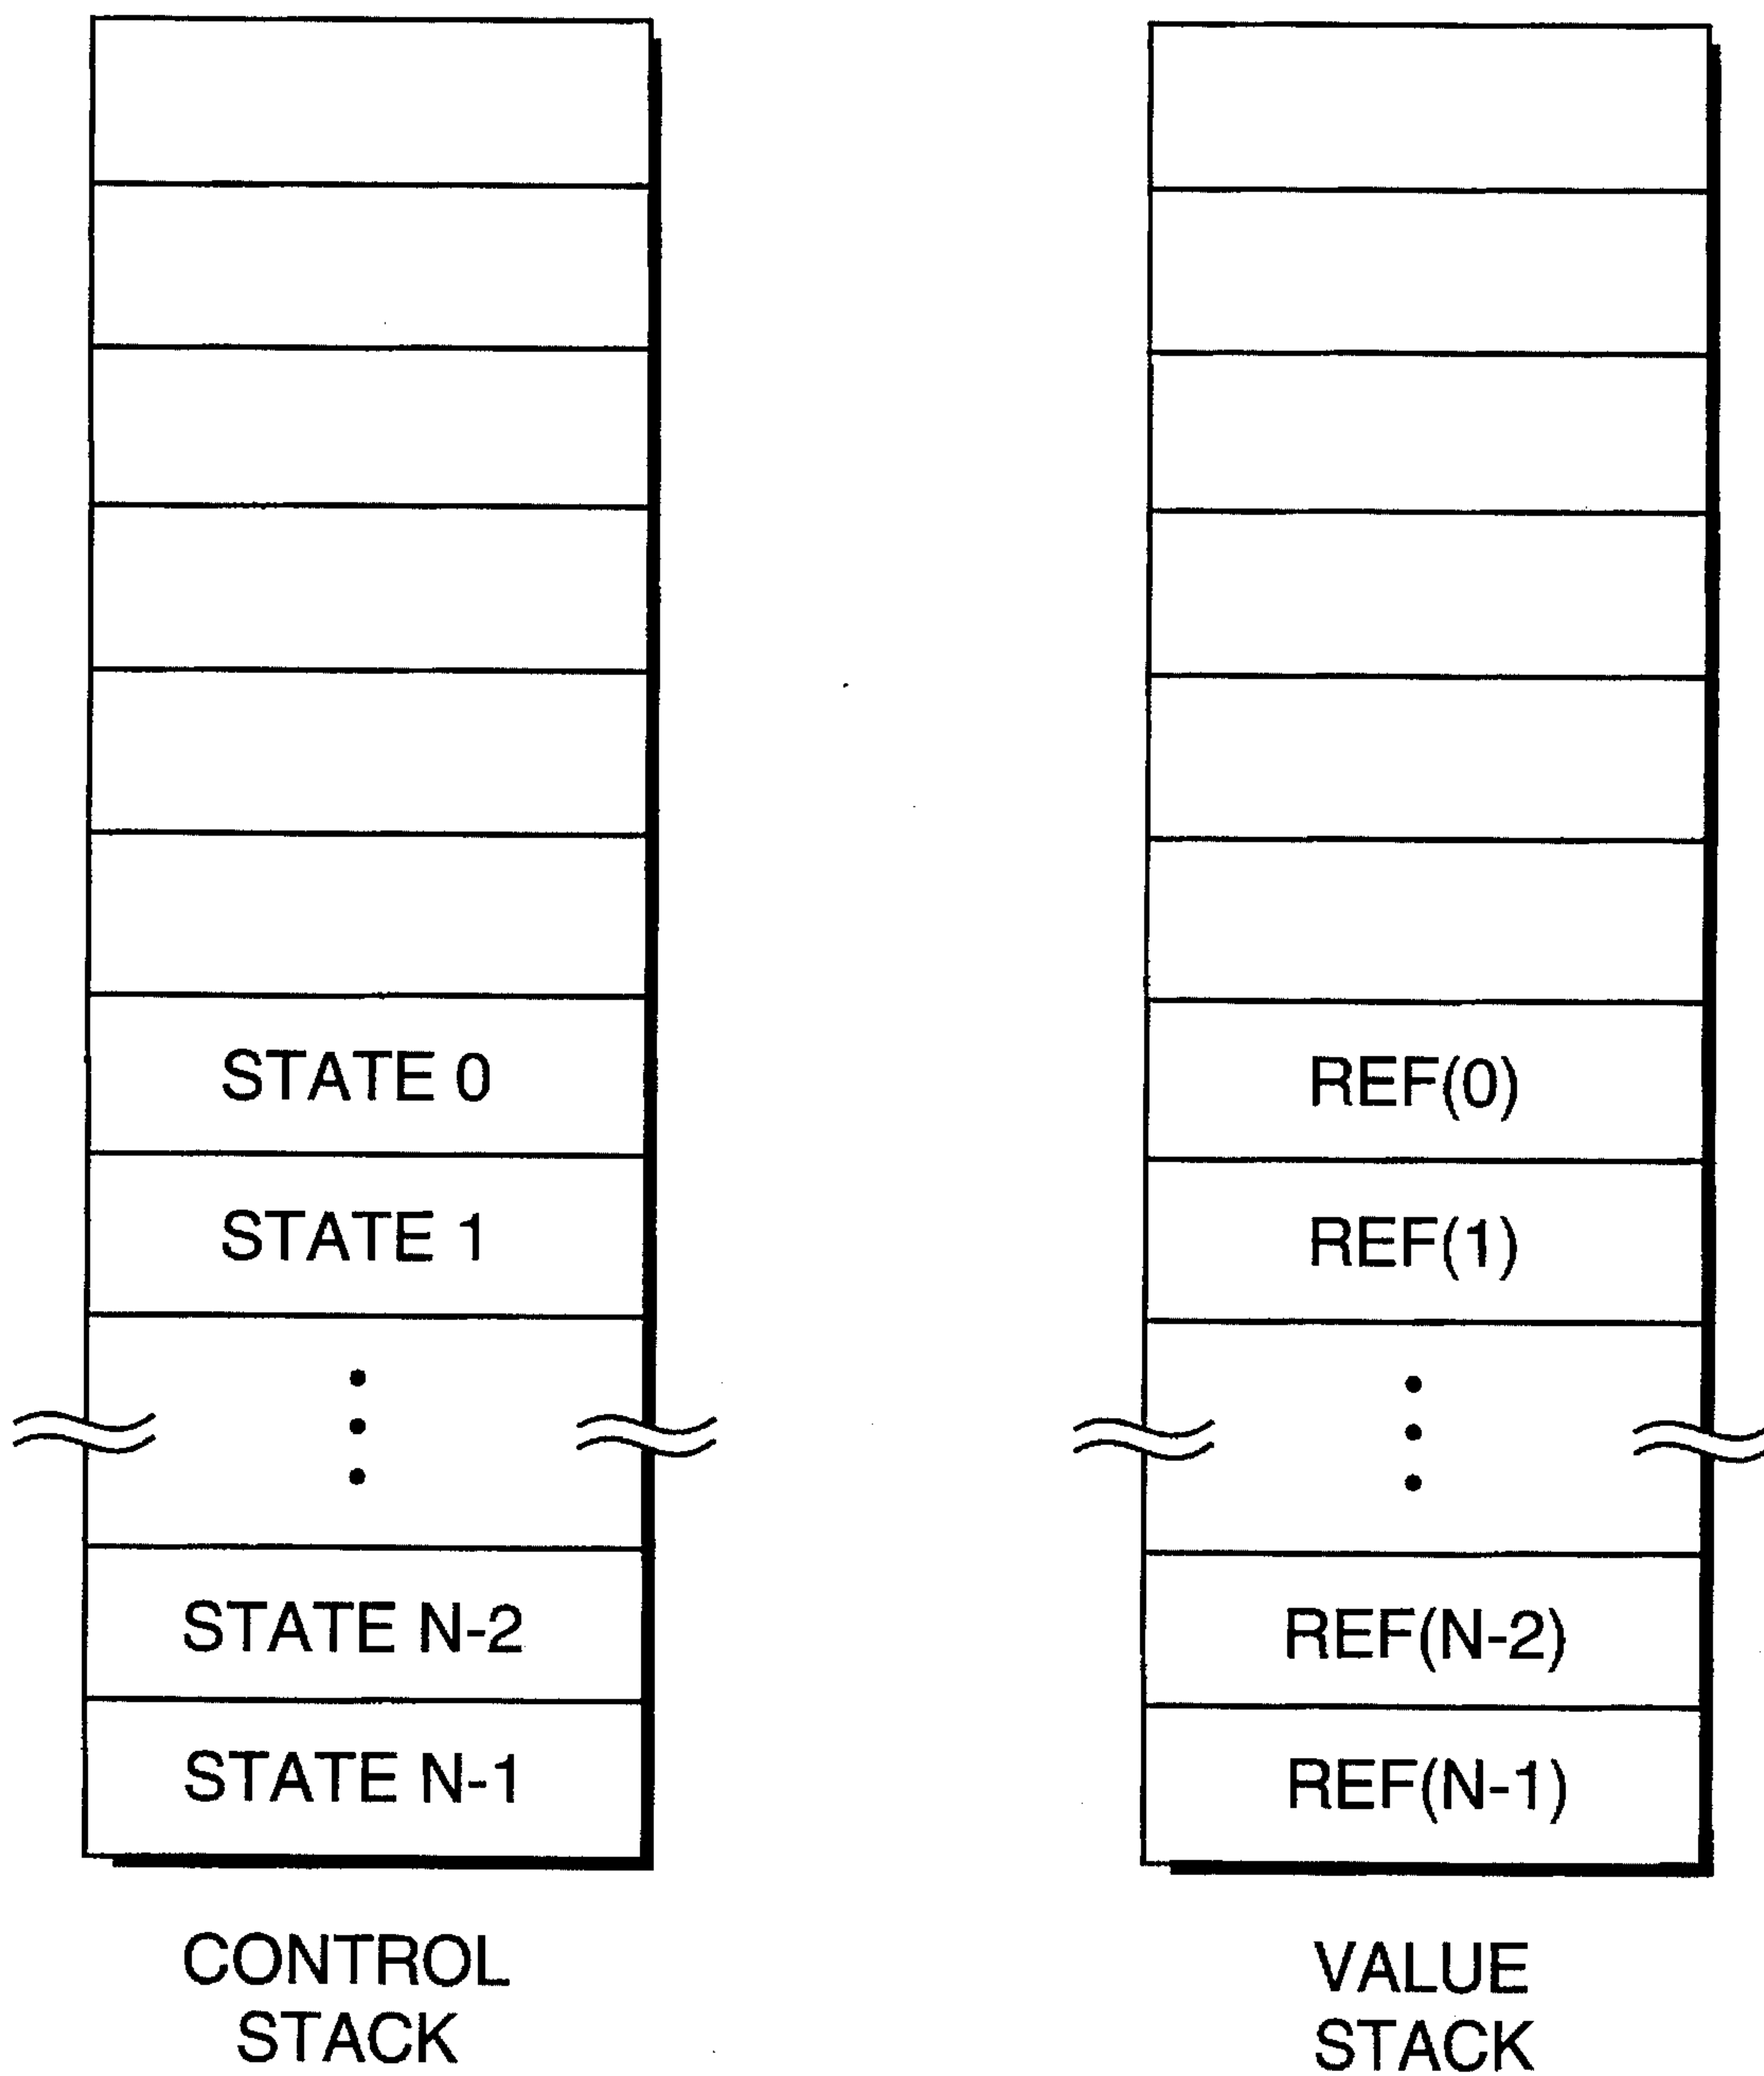 STATE 0
STATE 1
STATE N-2
STATE N-1
CONTROL
STACK
REF(0)
REF(1)
REF(N-2)
REF(N-1)
VALUE
STACK